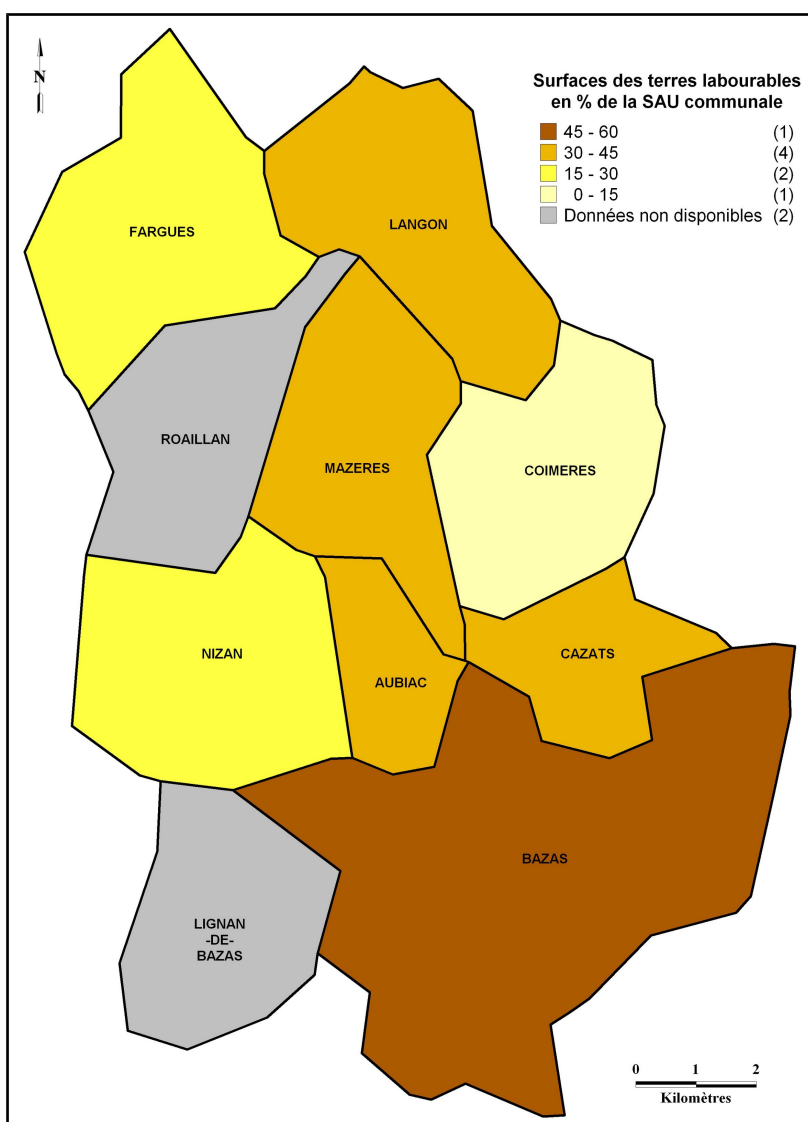 N
Surfaces des terres labourables
en % de la SAU communale
45 - 60 (1)
30 - 45 (4)
15 - 30 (2)
0 - 15 (1)
Données non disponibles (2)
FARGUES
LANGON
ROAILLAN
MAZERES
COIMERES
NIZAN
AUBIAC
CAZATS
BAZAS
LIGNAN
-DE-
BAZAS
0 1 2
Kilomètres